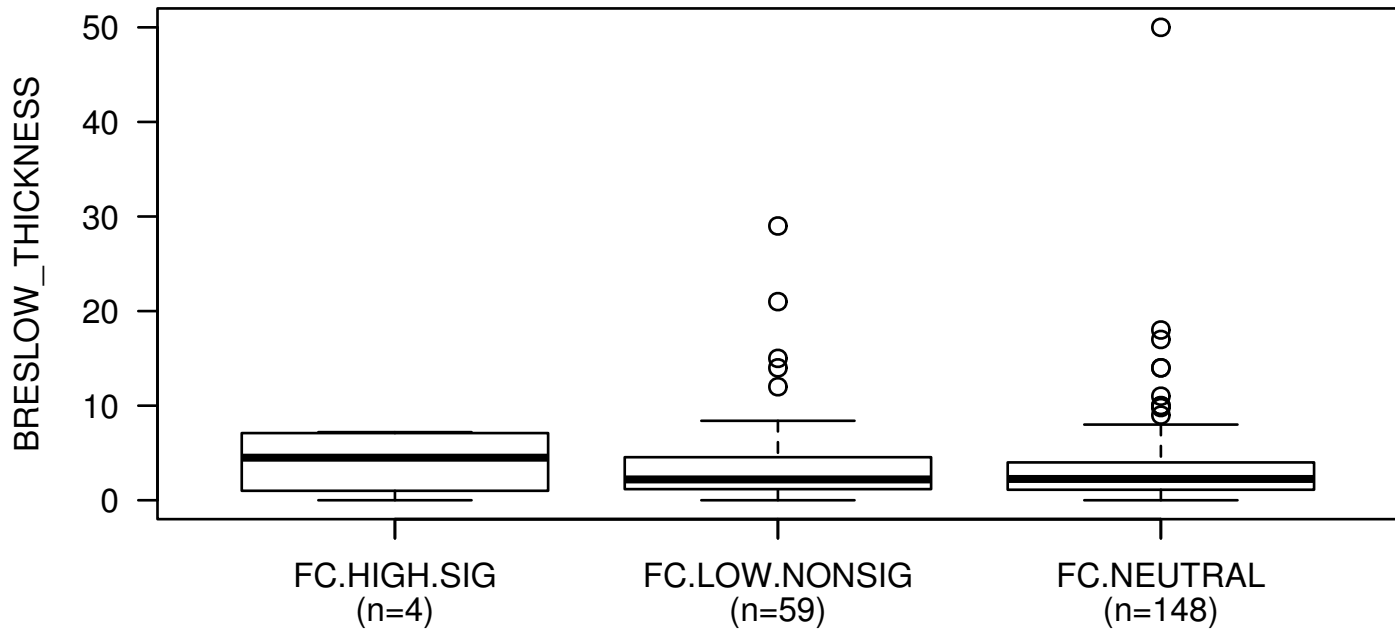 BRESLOW_THICKNESS
50
40
30
20
10
0
FC.HIGH.SIG
(n=4)
FC.LOW.NONSIG
(n=59)
FC.NEUTRAL
(n=148)